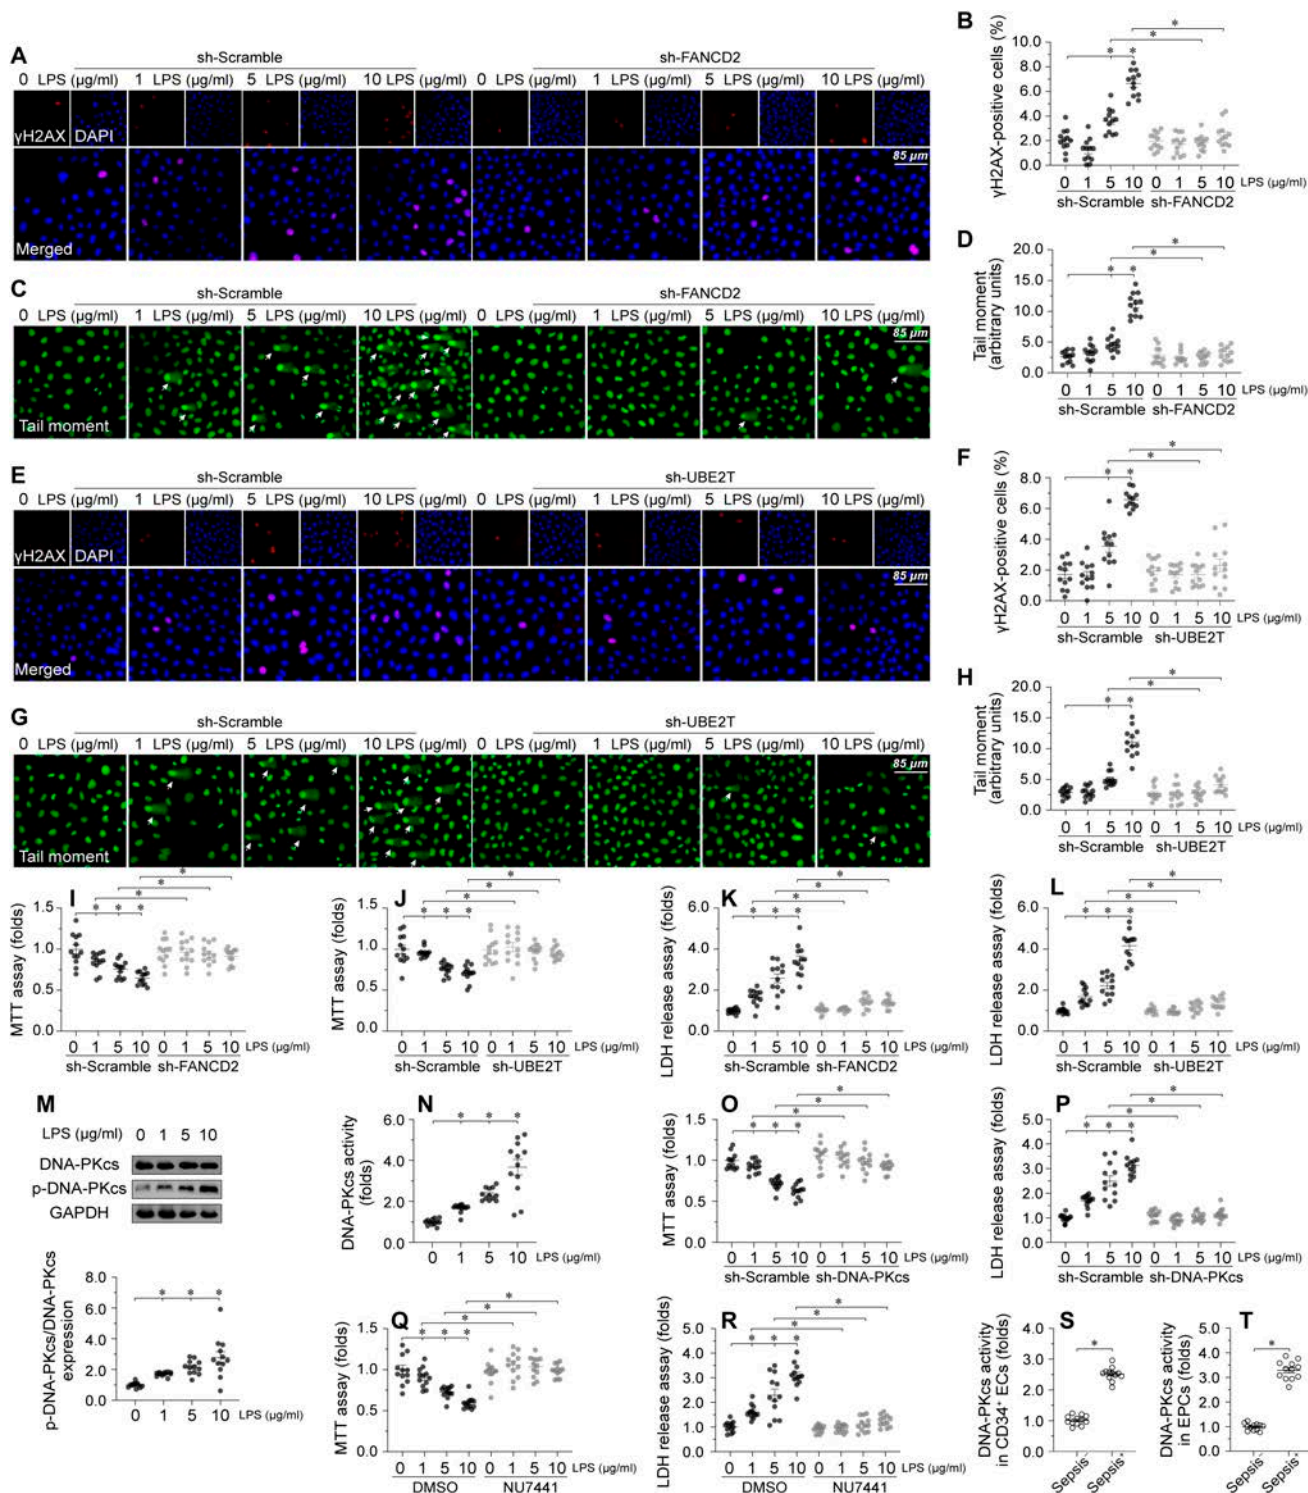 A
sh-Scramble
sh-FANCD2
0 LPS (µg/ml) 1 LPS (µg/ml) 5 LPS (µg/ml) 10 LPS (µg/ml) 0 LPS (µg/ml) 1 LPS (µg/ml) 5 LPS (µg/ml) 10 LPS (µg/ml)
γH2AX DAPI
85 µm
Merged
B
γH2AX-positive cells (%)
* * * *
10.0
8.0
6.0
4.0
2.0
0.0
0 1 5 10 0 1 5 10 LPS (µg/ml)
sh-Scramble sh-FANCD2
C
sh-Scramble
sh-FANCD2
0 LPS (µg/ml) 1 LPS (µg/ml) 5 LPS (µg/ml) 10 LPS (µg/ml) 0 LPS (µg/ml) 1 LPS (µg/ml) 5 LPS (µg/ml) 10 LPS (µg/ml)
85 µm
Tail moment
D
Tail moment
(arbitrary units)
* * * *
20.0
15.0
10.0
5.0
0.0
0 1 5 10 0 1 5 10 LPS (µg/ml)
sh-Scramble sh-FANCD2
E
sh-Scramble
sh-UBE2T
0 LPS (µg/ml) 1 LPS (µg/ml) 5 LPS (µg/ml) 10 LPS (µg/ml) 0 LPS (µg/ml) 1 LPS (µg/ml) 5 LPS (µg/ml) 10 LPS (µg/ml)
γH2AX DAPI
85 µm
Merged
F
γH2AX-positive cells (%)
* * * *
8.0
6.0
4.0
2.0
0.0
0 1 5 10 0 1 5 10 LPS (µg/ml)
sh-Scramble sh-UBE2T
G
sh-Scramble
sh-UBE2T
0 LPS (µg/ml) 1 LPS (µg/ml) 5 LPS (µg/ml) 10 LPS (µg/ml) 0 LPS (µg/ml) 1 LPS (µg/ml) 5 LPS (µg/ml) 10 LPS (µg/ml)
85 µm
Tail moment
H
Tail moment
(arbitrary units)
* * * *
20.0
15.0
10.0
5.0
0.0
0 1 5 10 0 1 5 10 LPS (µg/ml)
sh-Scramble sh-UBE2T
I
MTT assay (folds)
* * * * * *
1.5
1.0
0.5
0.0
0 1 5 10 0 1 5 10 LPS (µg/ml)
sh-Scramble sh-FANCD2
J
MTT assay (folds)
* * * * *
1.5
1.0
0.5
0.0
0 1 5 10 0 1 5 10 LPS (µg/ml)
sh-Scramble sh-UBE2T
K
LDH release assay (folds)
* * * * * *
6.0
4.0
2.0
0.0
0 1 5 10 0 1 5 10 LPS (µg/ml)
sh-Scramble sh-FANCD2
L
LDH release assay (folds)
* * * * * *
6.0
4.0
2.0
0.0
0 1 5 10 0 1 5 10 LPS (µg/ml)
sh-Scramble sh-UBE2T
M
LPS (µg/ml) 0 1 5 10
DNA-PKcs
p-DNA-PKcs
GAPDH
p-DNA-PKcs/DNA-PKcs
expression
* * *
8.0
6.0
4.0
2.0
0.0
0 1 5 10 LPS (µg/ml)
N
DNA-PKcs activity
(folds)
* * *
6.0
4.0
2.0
0.0
0 1 5 10 LPS (µg/ml)
O
MTT assay (folds)
* * * * * *
1.5
1.0
0.5
0.0
0 1 5 10 0 1 5 10 LPS (µg/ml)
sh-Scramble sh-DNA-PKcs
P
LDH release assay (folds)
* * * * * *
5.0
4.0
3.0
2.0
1.0
0.0
0 1 5 10 0 1 5 10 LPS (µg/ml)
sh-Scramble sh-DNA-PKcs
Q
MTT assay (folds)
* * * * * *
1.5
1.0
0.5
0.0
0 1 5 10 0 1 5 10 LPS (µg/ml)
DMSO NU7441
R
LDH release assay (folds)
* * * * * *
5.0
4.0
3.0
2.0
1.0
0.0
0 1 5 10 0 1 5 10 LPS (µg/ml)
DMSO NU7441
S
DNA-PKcs activity
in CD34⁺ ECs (folds)
*
4.0
3.0
2.0
1.0
0.0
Sepsis⁻ Sepsis⁺
T
DNA-PKcs activity
in EPCs (folds)
*
5.0
4.0
3.0
2.0
1.0
0.0
Sepsis⁻ Sepsis⁺